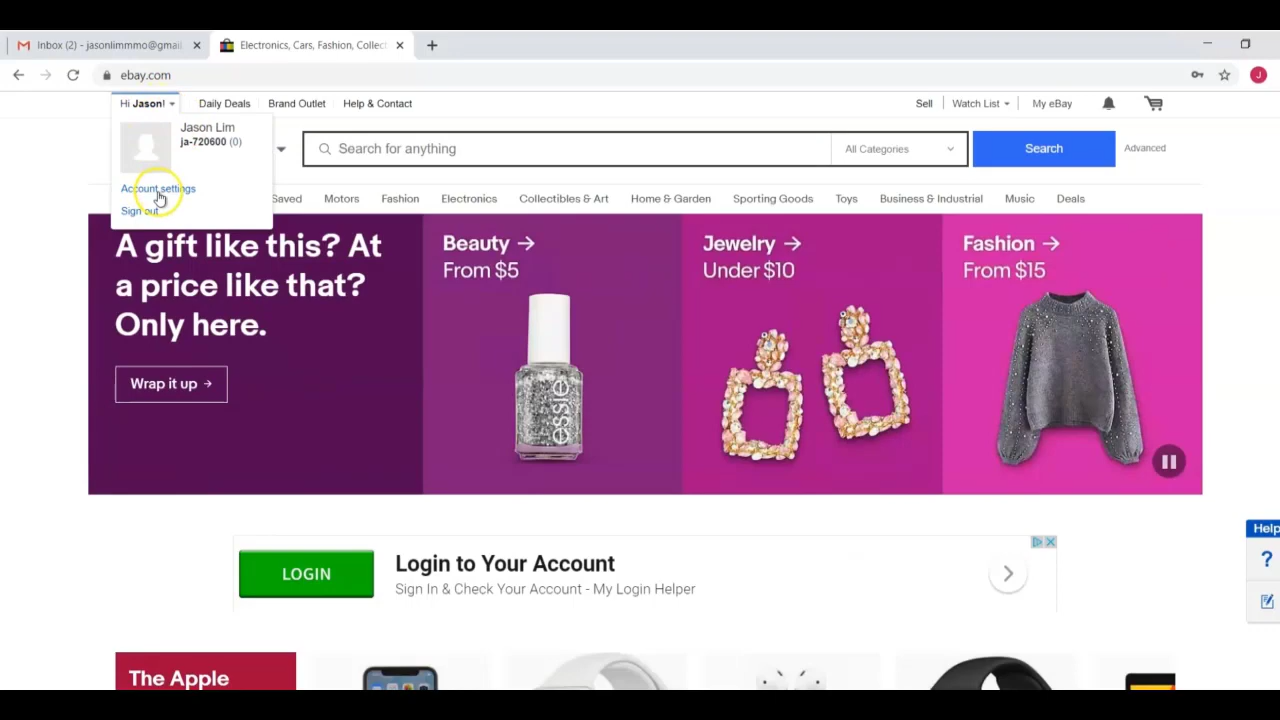 Inbox (2) - jasonlimmmo@gmai
Electronics, Cars, Fashion, Collect
ebay.com
J
Hi Jason!
Daily Deals
Brand Outlet
Help & Contact
Sell
Watch List
My eBay
Jason Lim
ja-720600 (0)
Account settings
Sign out
Search for anything
All Categories
Search
Advanced
Saved
Motors
Fashion
Electronics
Collectibles & Art
Home & Garden
Sporting Goods
Toys
Business & Industrial
Music
Deals
A gift like this? At
a price like that?
Only here.
Wrap it up →
Beauty →
From $5
essie
Jewelry →
Under $10
Fashion →
From $15
LOGIN
Login to Your Account
Sign In & Check Your Account - My Login Helper
Help
?
The Apple